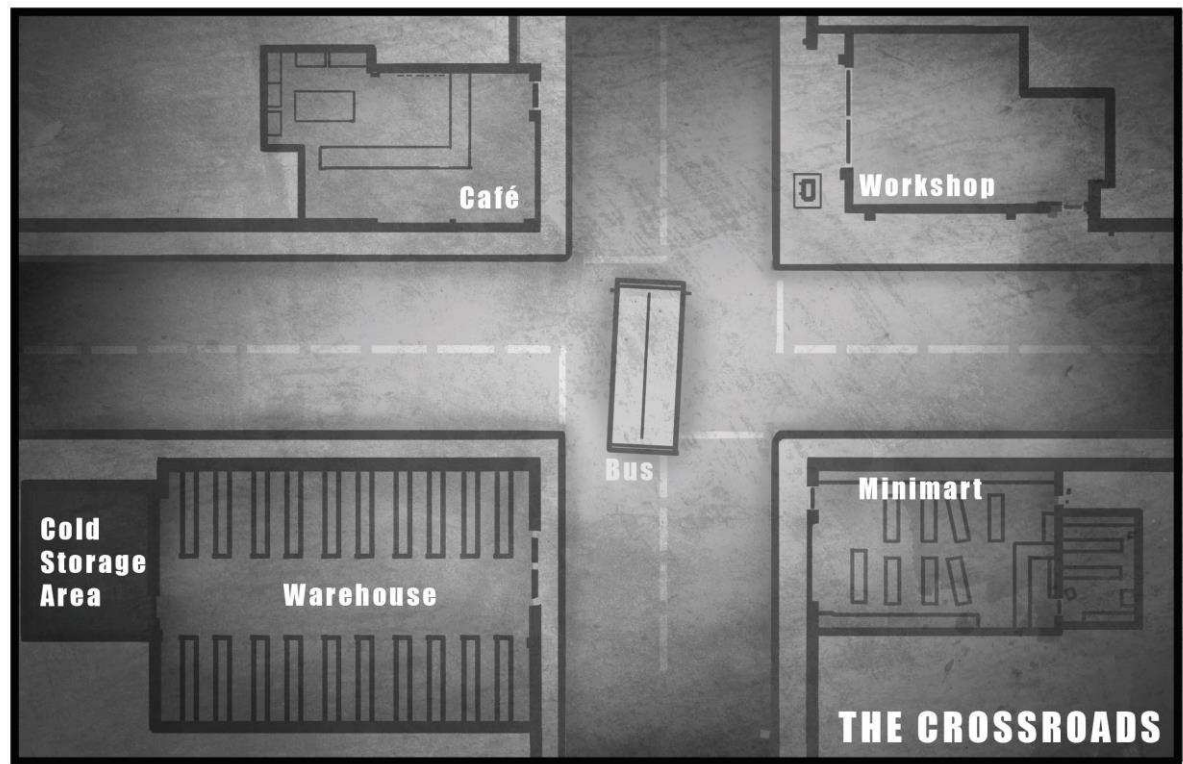 Café
Workshop
Bus
Minimart
Cold
Storage
Area
Warehouse
THE CROSSROADS